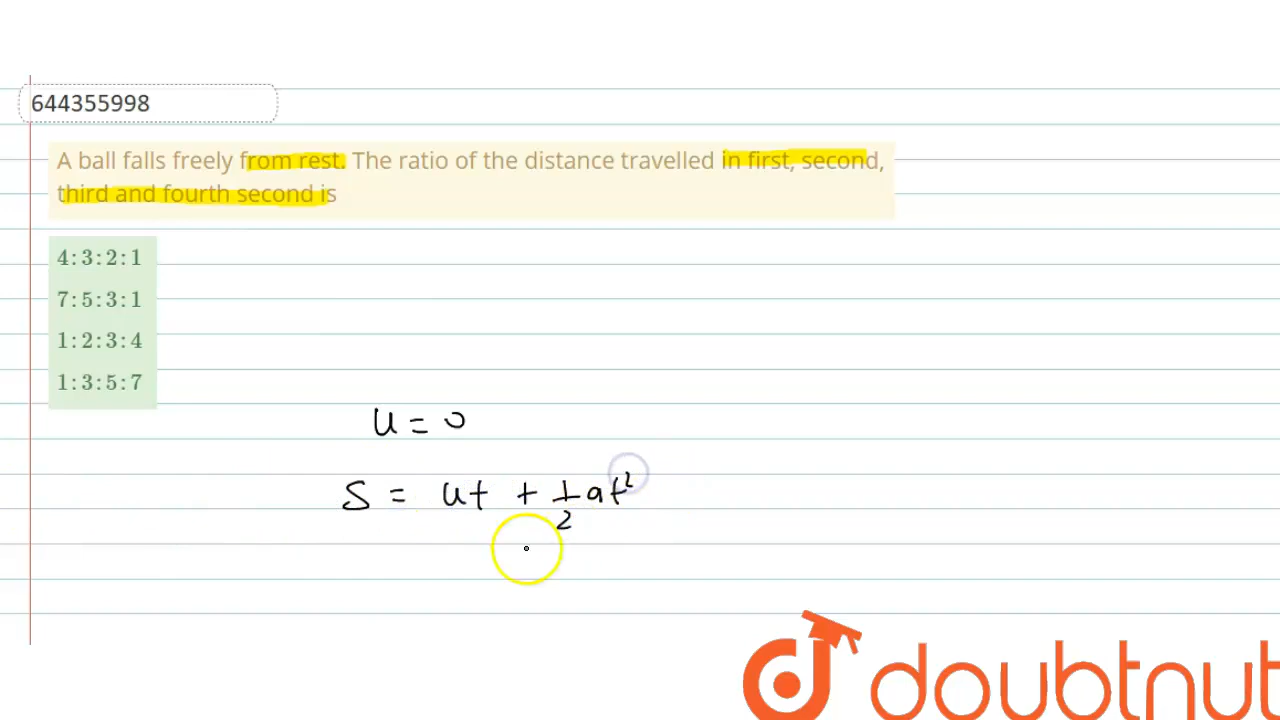 644355998
A ball falls freely from rest. The ratio of the distance travelled in first, second,
third and fourth second is
4 : 3 : 2 : 1
7 : 5 : 3 : 1
1 : 2 : 3 : 4
1 : 3 : 5 : 7
u = 0
S = ut + 1/2 at²
doubtnut